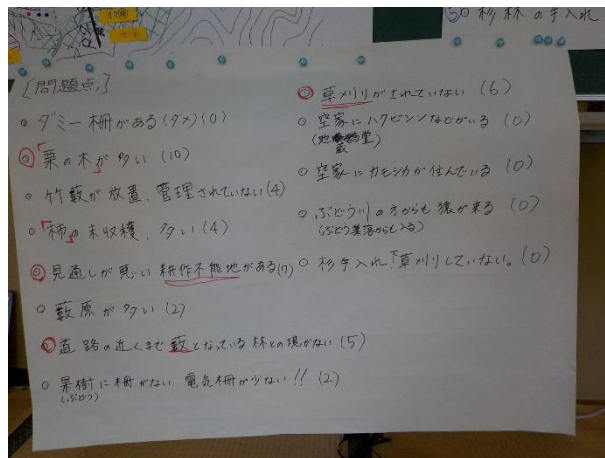 杉林の手入れ
[問題点]
○ ダミー柵がある(ダメ)(0)
◎「栗の木」が多い(10)
○ 竹藪が放置、管理されていない(4)
○「柿」の未収穫、多い(4)
◎ 見通しが悪い 耕作不能地がある(7)
○ 藪原が多い(2)
◎ 道路の近くまで藪となっている林との境がない(5)
○ 果樹に柵がない 電気柵が少ない!!(2)
(ぶどう)
◎ 草刈りがされていない(6)
○ 空家にハクビシンなどがいる(0)
(地蔵堂)
○ 空家にカモシカが住んでいる(0)
○ ぶどう川の方からも猿が来る(0)
(ぶどう集落からも入る)
○ 杉手入れ下草刈りしていない。(0)